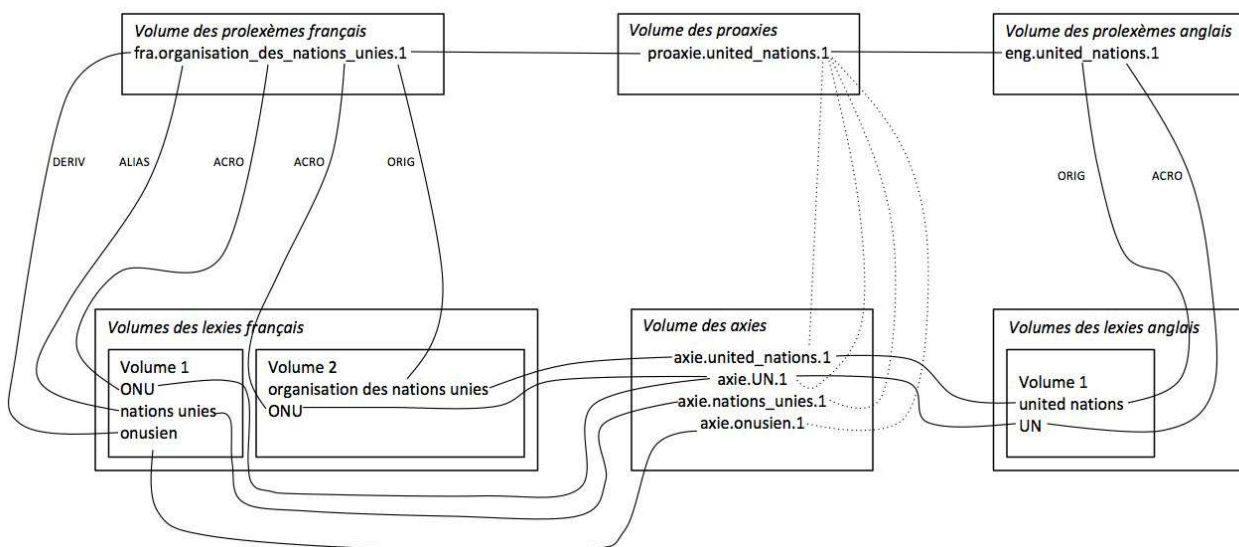 Volume des prolexèmes français
fra.organisation_des_nations_unies.1
Volume des proaxies
proaxie.united_nations.1
Volume des prolexèmes anglais
eng.united_nations.1
DERIV
ALIAS
ACRO
ACRO
ORIG
ORIG
ACRO
Volumes des lexies français
Volume 1
ONU
nations unies
onusien
Volume 2
organisation des nations unies
ONU
Volume des axies
axie.united_nations.1
axie.UN.1
axie.nations_unies.1
axie.onusien.1
Volumes des lexies anglais
Volume 1
united nations
UN